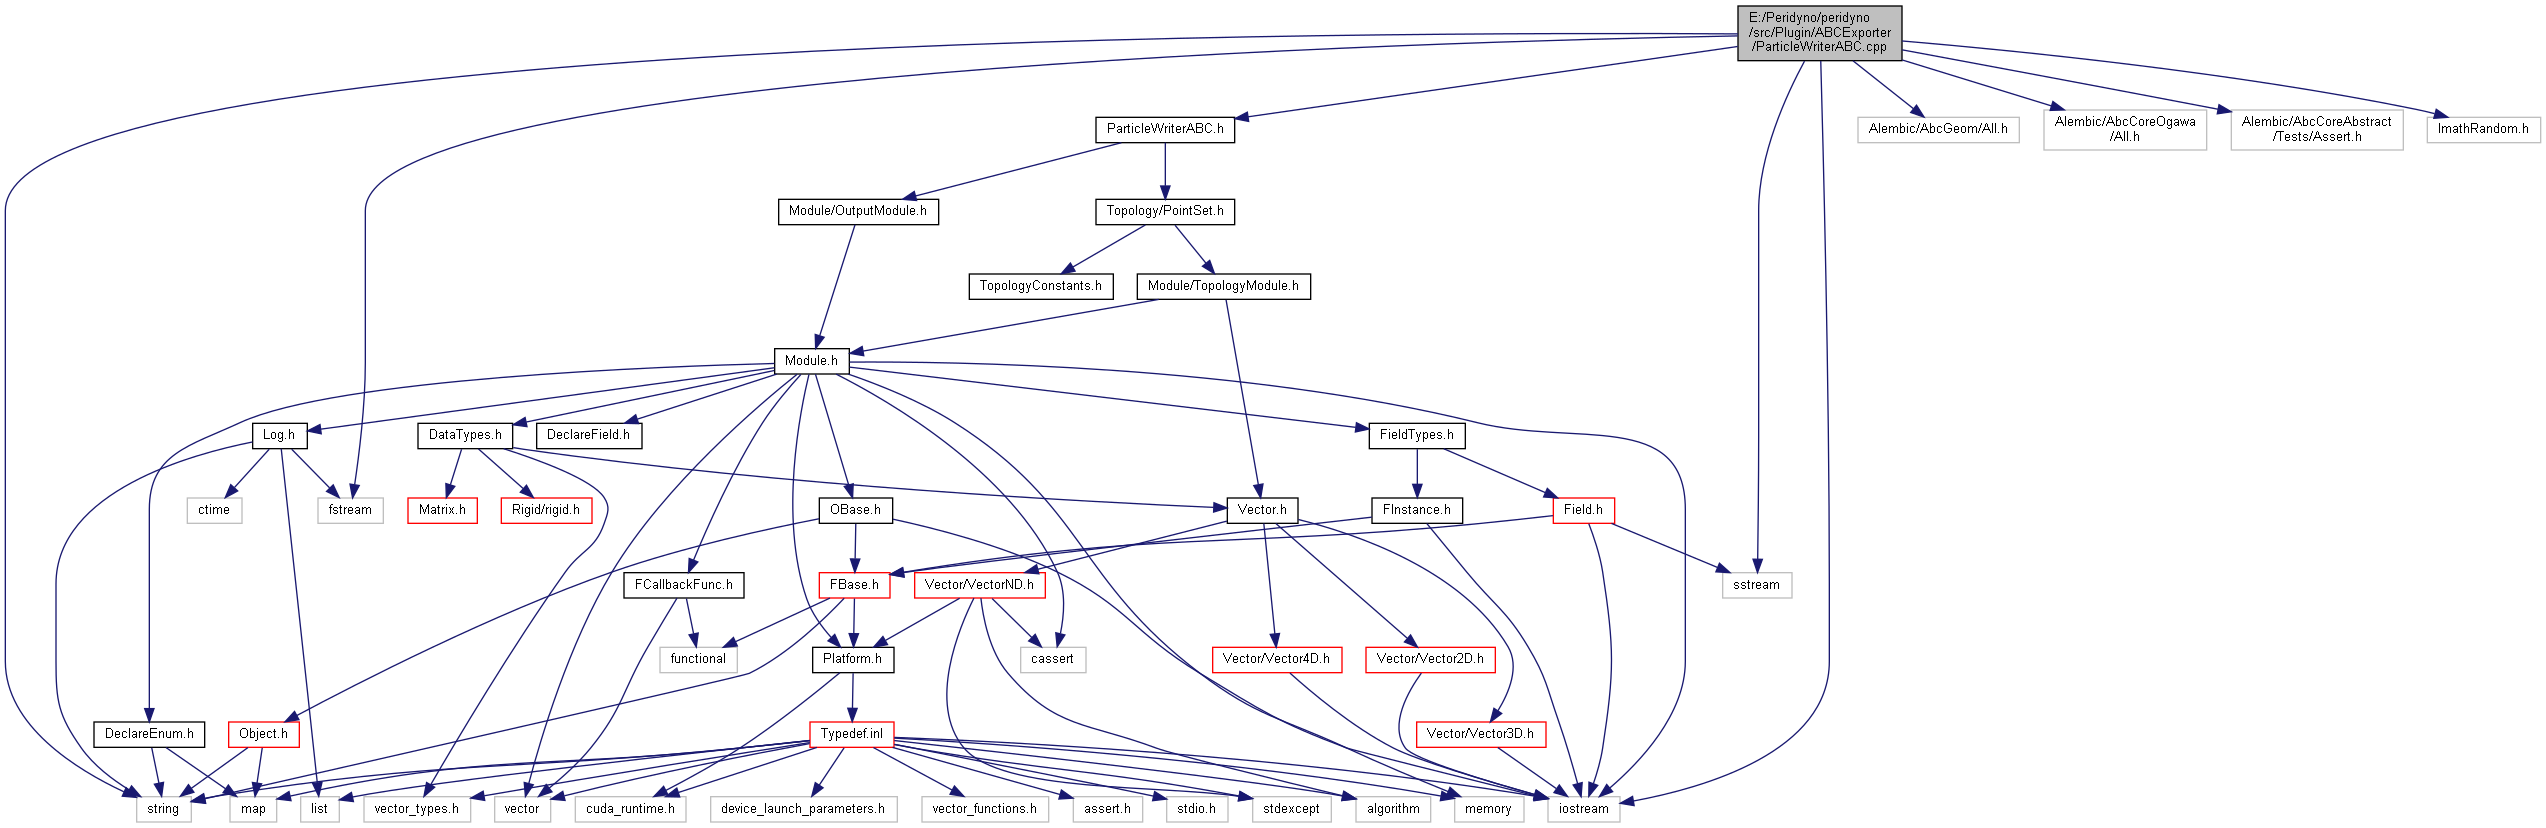 E:/Peridyno/peridyno
/src/Plugin/ABCExporter
/ParticleWriterABC.cpp
ParticleWriterABC.h
Alembic/AbcGeom/All.h
Alembic/AbcCoreOgawa
/All.h
Alembic/AbcCoreAbstract
/Tests/Assert.h
ImathRandom.h
Module/OutputModule.h
Topology/PointSet.h
TopologyConstants.h
Module/TopologyModule.h
Module.h
Log.h
DataTypes.h
DeclareField.h
FieldTypes.h
ctime
fstream
Matrix.h
Rigid/rigid.h
OBase.h
Vector.h
FInstance.h
Field.h
FCallbackFunc.h
FBase.h
Vector/VectorND.h
sstream
functional
Platform.h
cassert
Vector/Vector4D.h
Vector/Vector2D.h
DeclareEnum.h
Object.h
Typedef.inl
Vector/Vector3D.h
string
map
list
vector_types.h
vector
cuda_runtime.h
device_launch_parameters.h
vector_functions.h
assert.h
stdio.h
stdexcept
algorithm
memory
iostream